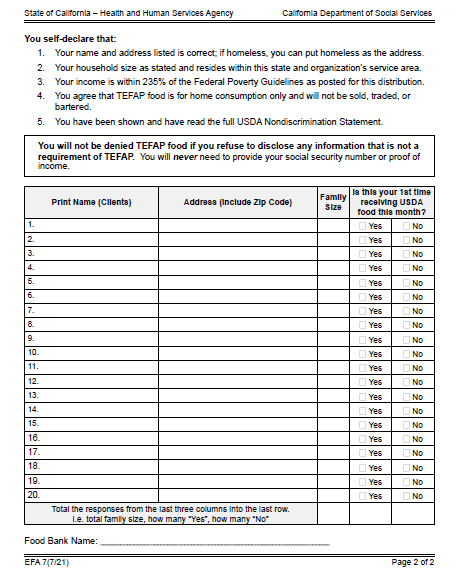 State of California – Health and Human Services Agency California Department of Social Services
You self-declare that:
1. Your name and address listed is correct; if homeless, you can put homeless as the address.
2. Your household size as stated and resides within this state and organization's service area.
3. Your income is within 235% of the Federal Poverty Guidelines as posted for this distribution.
4. You agree that TEFAP food is for home consumption only and will not be sold, traded, or
bartered.
5. You have been shown and have read the full USDA Nondiscrimination Statement.
You will not be denied TEFAP food if you refuse to disclose any information that is not a
requirement of TEFAP. You will never need to provide your social security number or proof of
income.
Print Name (Clients) Address (Include Zip Code) Family Size Is this your 1st time receiving USDA food this month?
1. Yes No
2. Yes No
3. Yes No
4. Yes No
5. Yes No
6. Yes No
7. Yes No
8. Yes No
9. Yes No
10. Yes No
11. Yes No
12. Yes No
13. Yes No
14. Yes No
15. Yes No
16. Yes No
17. Yes No
18. Yes No
19. Yes No
20. Yes No
Total the responses from the last three columns into the last row.
I.e. total family size, how many "Yes", how many "No"
Food Bank Name:
EFA 7(7/21) Page 2 of 2